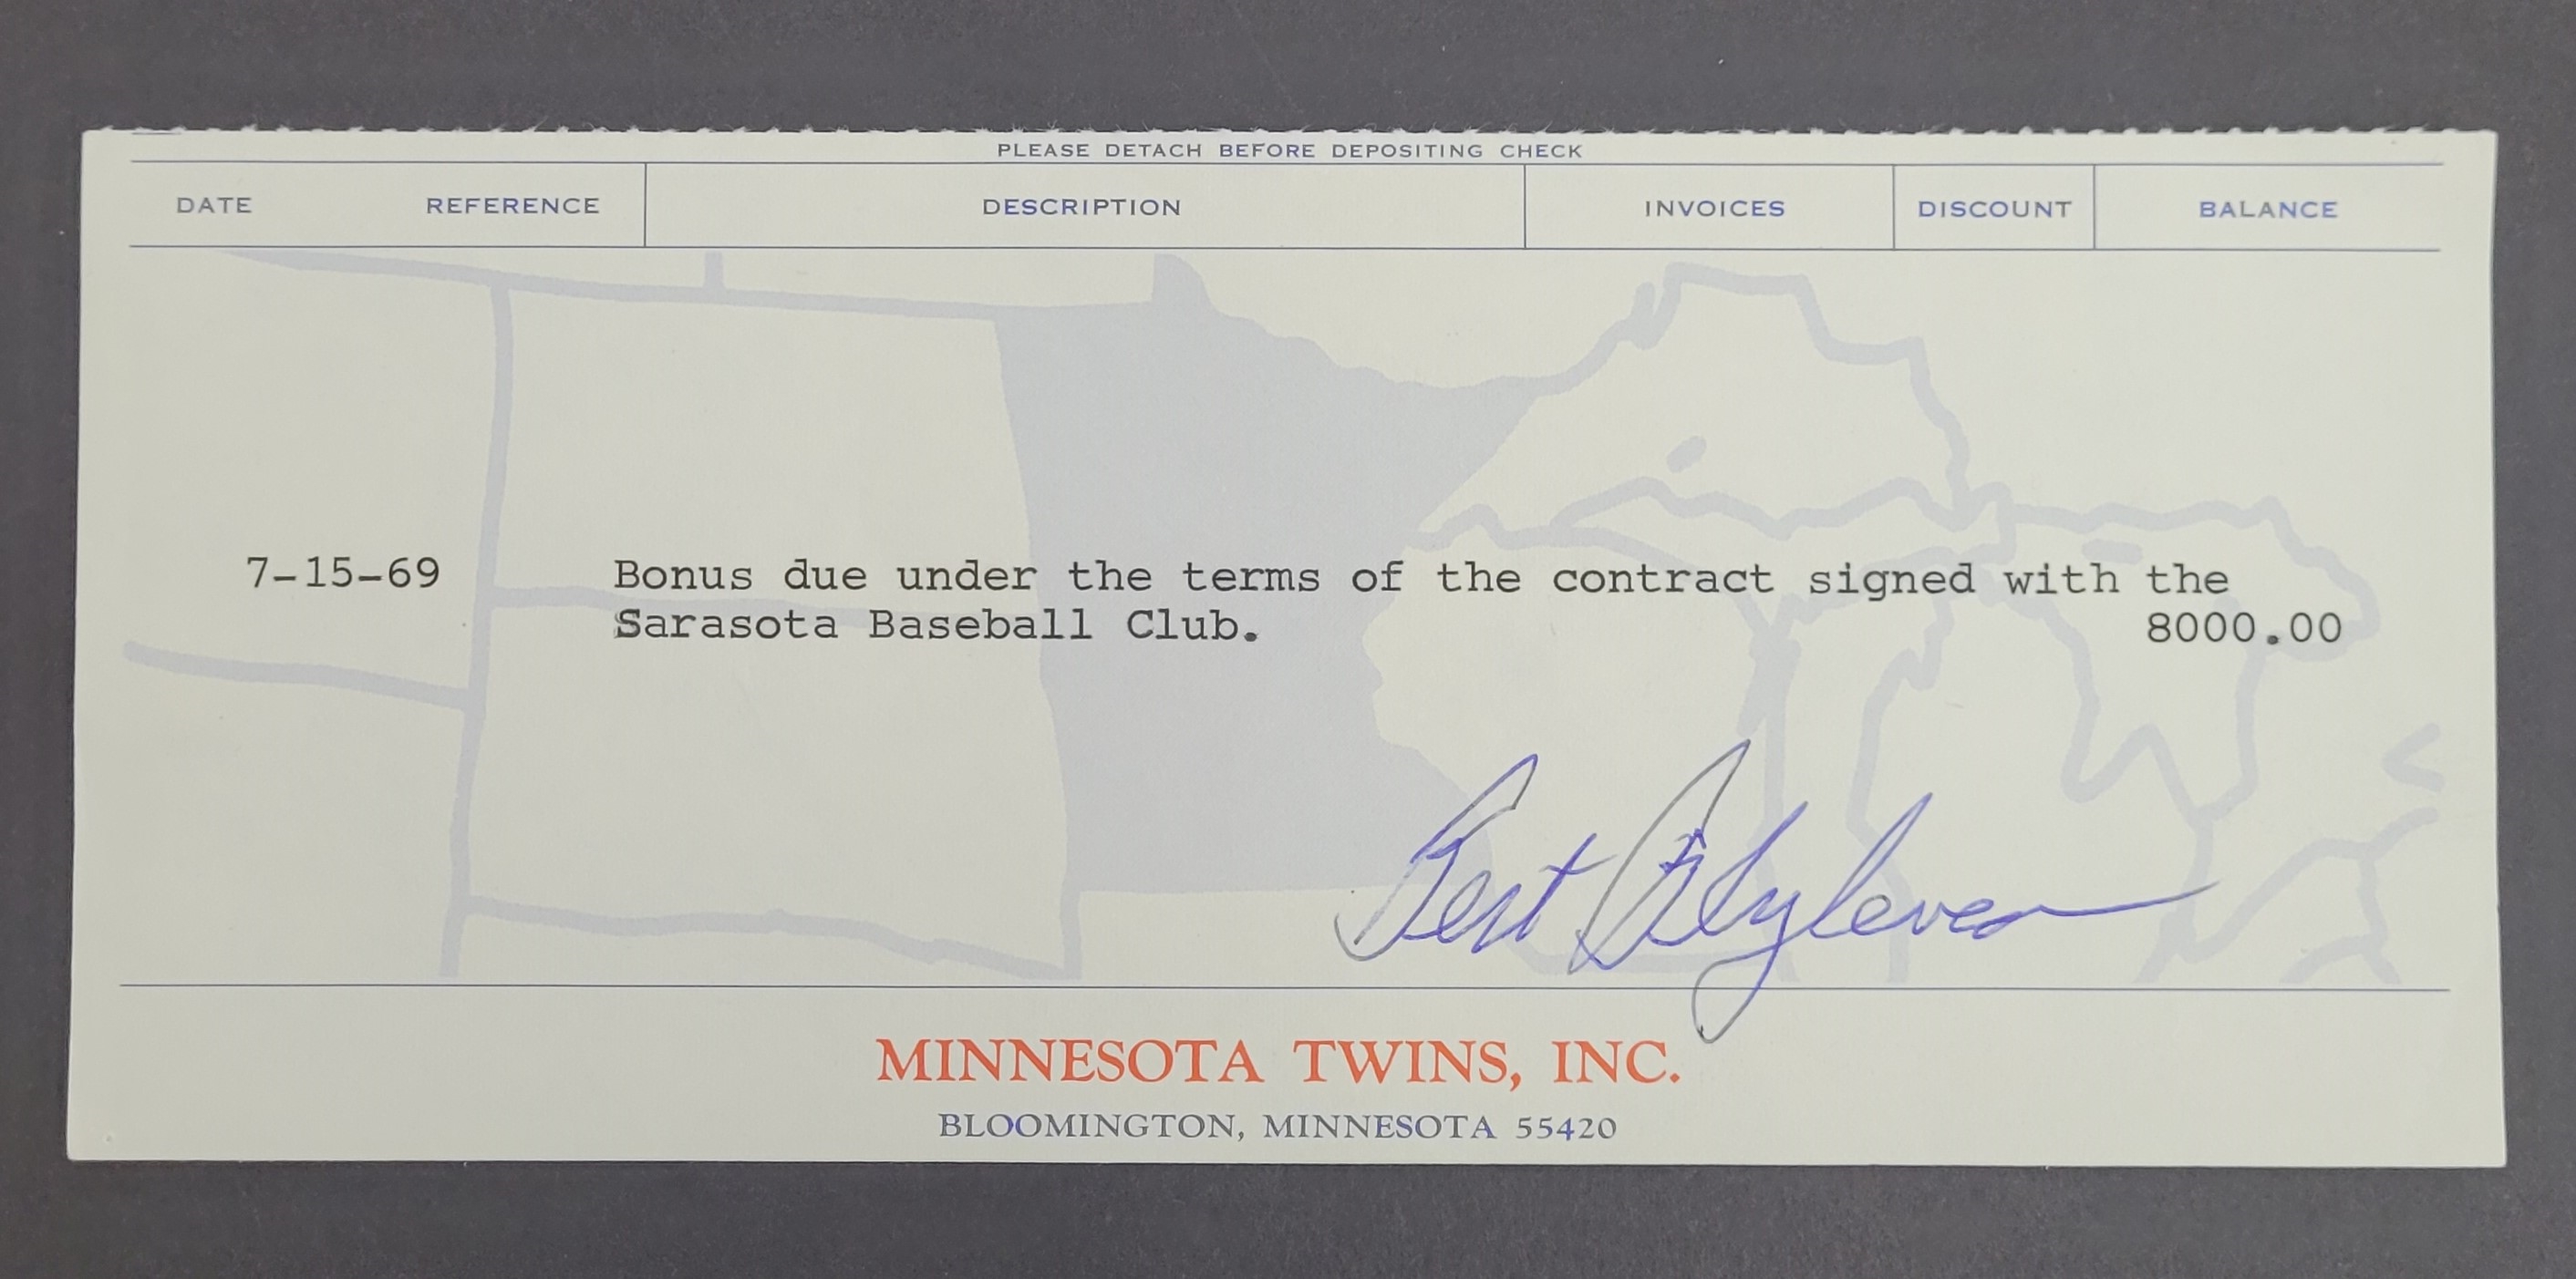 PLEASE DETACH BEFORE DEPOSITING CHECK
DATE REFERENCE DESCRIPTION INVOICES DISCOUNT BALANCE
7-15-69 Bonus due under the terms of the contract signed with the
Sarasota Baseball Club. 8000.00
Bert Blyleven
MINNESOTA TWINS, INC.
BLOOMINGTON, MINNESOTA 55420